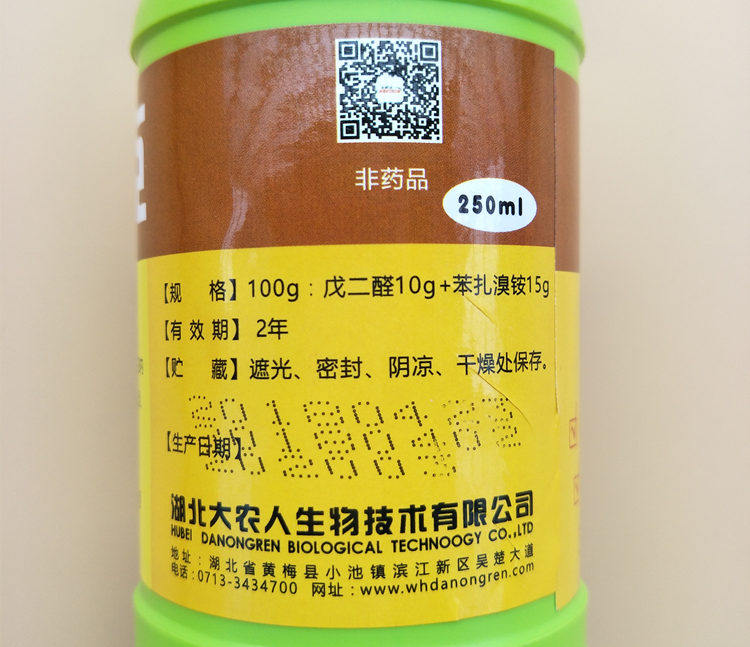 非药品
250ml
【规 格】100g：戊二醛10g+苯扎溴铵15g
【有效期】2年
【贮 藏】遮光、密封、阴凉、干燥处保存。
【生产日期】
湖北大农人生物技术有限公司
HUBEI DANONGREN BIOLOGICAL TECHNOOGY CO.,LTD
地址：湖北省黄梅县小池镇滨江新区吴楚大道
电话：0713-3434700 网址：www.whdanongren.com